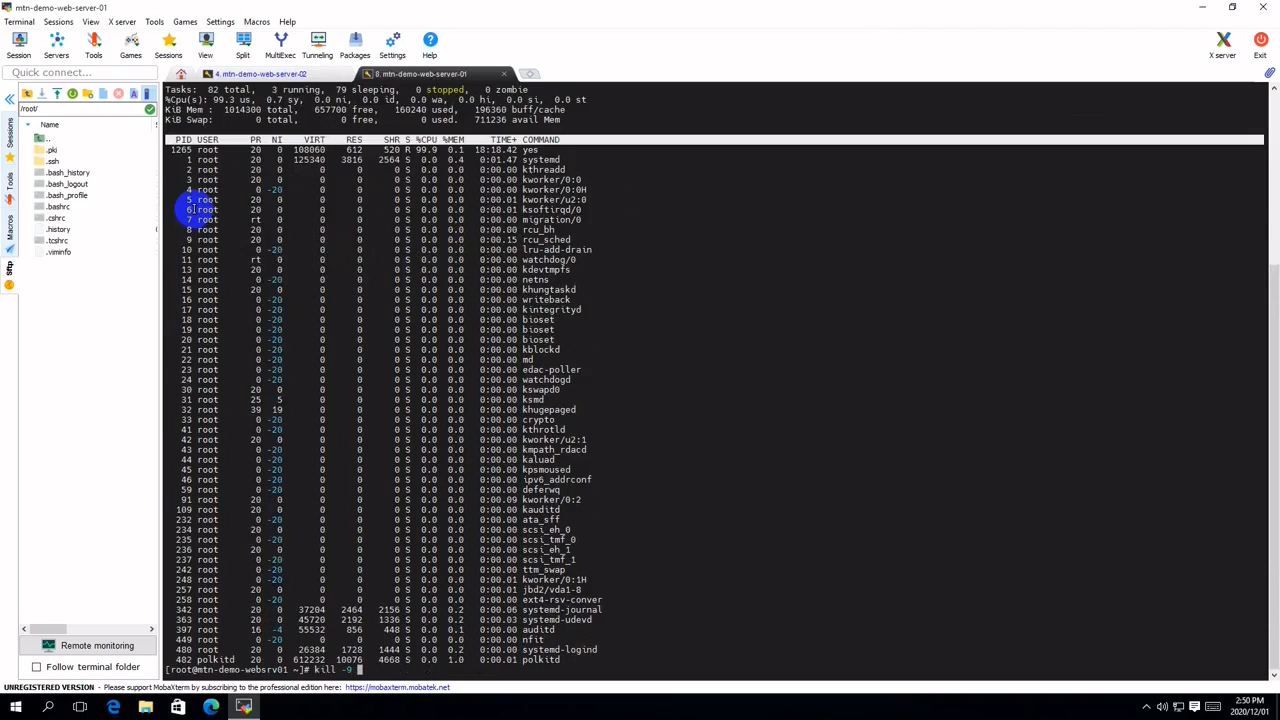 mtn-demo-web-server-01
Terminal Sessions View X server Tools Games Settings Macros Help
Session Servers Tools Games Sessions View Split MultiExec Tunneling Packages Settings Help X server Exit
Quick connect...
4. mtn-demo-web-server-02
8. mtn-demo-web-server-01
/root/
Name
..
.pki
.ssh
.bash_history
.bash_logout
.bash_profile
.bashrc
.cshrc
.history
.tcshrc
.viminfo
Sessions
Tools
Macros
Sftp
Remote monitoring
Follow terminal folder
Tasks: 82 total, 3 running, 79 sleeping, 0 stopped, 0 zombie
%Cpu(s): 99.3 us, 0.7 sy, 0.0 ni, 0.0 id, 0.0 wa, 0.0 hi, 0.0 si, 0.0 st
KiB Mem : 1014300 total, 657700 free, 160240 used, 196360 buff/cache
KiB Swap: 0 total, 0 free, 0 used. 711236 avail Mem
PID USER PR NI VIRT RES SHR S %CPU %MEM TIME+ COMMAND
1265 root 20 0 108060 612 520 R 99.9 0.1 18:18.42 yes
1 root 20 0 125340 3816 2564 S 0.0 0.4 0:01.47 systemd
2 root 20 0 0 0 0 S 0.0 0.0 0:00.00 kthreadd
3 root 20 0 0 0 0 S 0.0 0.0 0:00.00 kworker/0:0
4 root 0 -20 0 0 0 S 0.0 0.0 0:00.00 kworker/0:0H
5 root 20 0 0 0 0 S 0.0 0.0 0:00.01 kworker/u2:0
6 root 20 0 0 0 0 S 0.0 0.0 0:00.01 ksoftirqd/0
7 root rt 0 0 0 0 S 0.0 0.0 0:00.00 migration/0
8 root 20 0 0 0 0 S 0.0 0.0 0:00.00 rcu_bh
9 root 20 0 0 0 0 S 0.0 0.0 0:00.15 rcu_sched
10 root 0 -20 0 0 0 S 0.0 0.0 0:00.00 lru-add-drain
11 root rt 0 0 0 0 S 0.0 0.0 0:00.00 watchdog/0
13 root 20 0 0 0 0 S 0.0 0.0 0:00.00 kdevtmpfs
14 root 0 -20 0 0 0 S 0.0 0.0 0:00.00 netns
15 root 20 0 0 0 0 S 0.0 0.0 0:00.00 khungtaskd
16 root 0 -20 0 0 0 S 0.0 0.0 0:00.00 writeback
17 root 0 -20 0 0 0 S 0.0 0.0 0:00.00 kintegrityd
18 root 0 -20 0 0 0 S 0.0 0.0 0:00.00 bioset
19 root 0 -20 0 0 0 S 0.0 0.0 0:00.00 bioset
20 root 0 -20 0 0 0 S 0.0 0.0 0:00.00 bioset
21 root 0 -20 0 0 0 S 0.0 0.0 0:00.00 kblockd
22 root 0 -20 0 0 0 S 0.0 0.0 0:00.00 md
23 root 0 -20 0 0 0 S 0.0 0.0 0:00.00 edac-poller
24 root 0 -20 0 0 0 S 0.0 0.0 0:00.00 watchdogd
30 root 20 0 0 0 0 S 0.0 0.0 0:00.00 kswapd0
31 root 25 5 0 0 0 S 0.0 0.0 0:00.00 ksmd
32 root 39 19 0 0 0 S 0.0 0.0 0:00.00 khugepaged
33 root 0 -20 0 0 0 S 0.0 0.0 0:00.00 crypto
41 root 0 -20 0 0 0 S 0.0 0.0 0:00.00 kthrotld
42 root 20 0 0 0 0 S 0.0 0.0 0:00.00 kworker/u2:1
43 root 0 -20 0 0 0 S 0.0 0.0 0:00.00 kmpath_rdacd
44 root 0 -20 0 0 0 S 0.0 0.0 0:00.00 kaluad
45 root 0 -20 0 0 0 S 0.0 0.0 0:00.00 kpsmoused
46 root 0 -20 0 0 0 S 0.0 0.0 0:00.00 ipv6_addrconf
59 root 0 -20 0 0 0 S 0.0 0.0 0:00.00 deferwq
91 root 20 0 0 0 0 S 0.0 0.0 0:00.09 kworker/0:2
109 root 20 0 0 0 0 S 0.0 0.0 0:00.00 kauditd
232 root 0 -20 0 0 0 S 0.0 0.0 0:00.00 ata_sff
234 root 20 0 0 0 0 S 0.0 0.0 0:00.00 scsi_eh_0
235 root 0 -20 0 0 0 S 0.0 0.0 0:00.00 scsi_tmf_0
236 root 20 0 0 0 0 S 0.0 0.0 0:00.00 scsi_eh_1
237 root 0 -20 0 0 0 S 0.0 0.0 0:00.00 scsi_tmf_1
242 root 0 -20 0 0 0 S 0.0 0.0 0:00.00 ttm_swap
248 root 0 -20 0 0 0 S 0.0 0.0 0:00.01 kworker/0:1H
257 root 20 0 0 0 0 S 0.0 0.0 0:00.01 jbd2/vda1-8
258 root 0 -20 0 0 0 S 0.0 0.0 0:00.00 ext4-rsv-conver
342 root 20 0 37204 2464 2156 S 0.0 0.2 0:00.06 systemd-journal
363 root 20 0 45720 2192 1336 S 0.0 0.2 0:00.03 systemd-udevd
397 root 16 -4 55532 856 448 S 0.0 0.1 0:00.00 auditd
449 root 0 -20 0 0 0 S 0.0 0.0 0:00.00 nfit
480 root 20 0 26384 1728 1444 S 0.0 0.2 0:00.00 systemd-logind
482 polkitd 20 0 612232 10076 4668 S 0.0 1.0 0:00.01 polkitd
[root@mtn-demo-websrv01 ~]# kill -9
UNREGISTERED VERSION - Please support MobaXterm by subscribing to the professional edition here: https://mobaxterm.mobatek.net
2:50 PM
2020/12/01